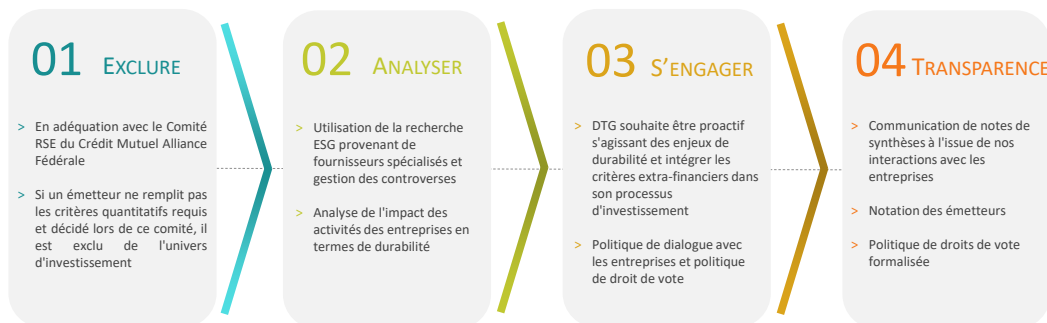 01 EXCLURE
> En adéquation avec le Comité
RSE du Crédit Mutuel Alliance
Fédérale
> Si un émetteur ne remplit pas
les critères quantitatifs requis
et décidé lors de ce comité, il
est exclu de l'univers
d'investissement
02 ANALYSER
> Utilisation de la recherche
ESG provenant de
fournisseurs spécialisés et
gestion des controverses
> Analyse de l'impact des
activités des entreprises en
termes de durabilité
03 S'ENGAGER
> DTG souhaite être proactif
s'agissant des enjeux de
durabilité et intégrer les
critères extra-financiers dans
son processus
d'investissement
> Politique de dialogue avec
les entreprises et politique
de droit de vote
04 TRANSPARENCE
> Communication de notes de
synthèses à l'issue de nos
interactions avec les
entreprises
> Notation des émetteurs
> Politique de droits de vote
formalisée